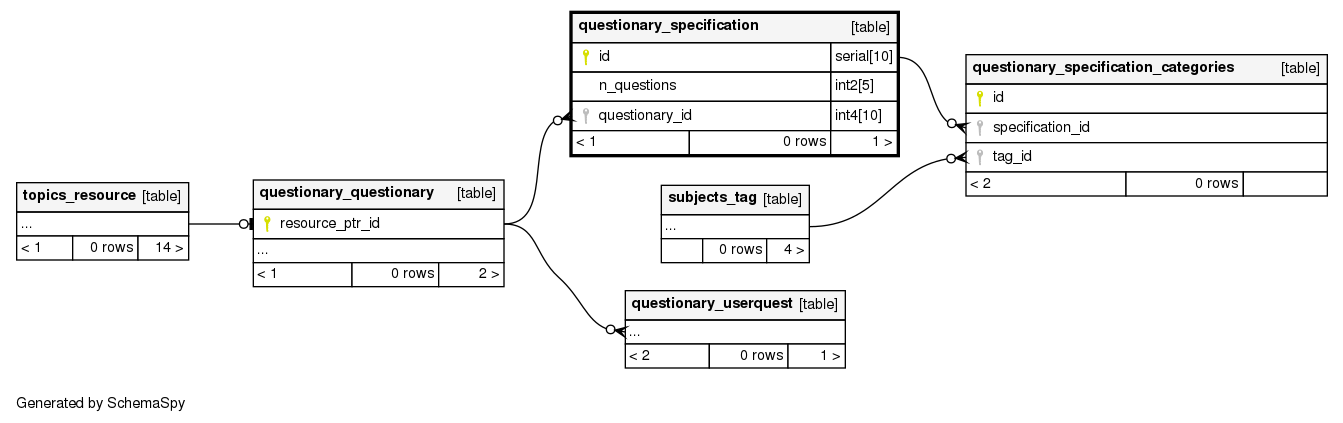 questionary_specification [table]
id serial[10]
n_questions int2[5]
questionary_id int4[10]
< 1 0 rows 1 >
questionary_specification_categories [table]
id
specification_id
tag_id
< 2 0 rows
topics_resource [table]
...
< 1 0 rows 14 >
questionary_questionary [table]
resource_ptr_id
...
< 1 0 rows 2 >
subjects_tag [table]
...
0 rows 4 >
questionary_userquest [table]
...
< 2 0 rows 1 >
Generated by SchemaSpy